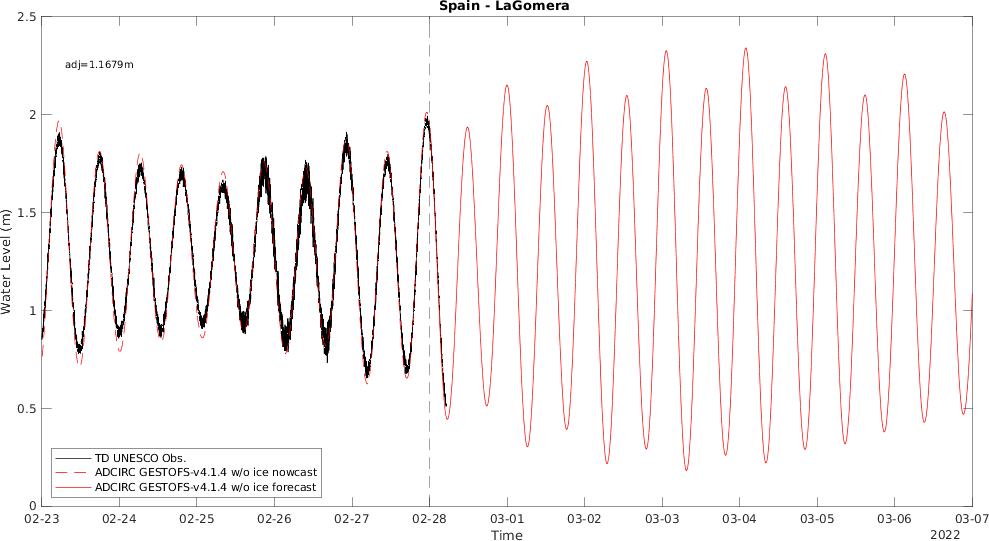 Spain - LaGomera
adj=1.1679m
2.5
2
1.5
1
0.5
0
Water Level (m)
TD UNESCO Obs.
ADCIRC GESTOFS-v4.1.4 w/o ice nowcast
ADCIRC GESTOFS-v4.1.4 w/o ice forecast
02-23 02-24 02-25 02-26 02-27 02-28 03-01 03-02 03-03 03-04 03-05 03-06 03-07
Time
2022